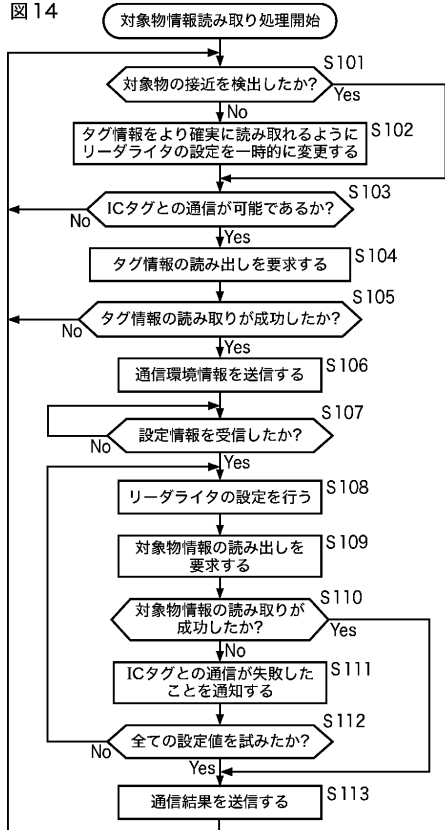 図14
対象物情報読み取り処理開始
S101
対象物の接近を検出したか?
Yes
No
S102
タグ情報をより確実に読み取れるように
リーダライタの設定を一時的に変更する
S103
ICタグとの通信が可能であるか?
No
Yes
S104
タグ情報の読み出しを要求する
S105
タグ情報の読み取りが成功したか?
No
Yes
S106
通信環境情報を送信する
S107
設定情報を受信したか?
No
Yes
S108
リーダライタの設定を行う
S109
対象物情報の読み出しを
要求する
S110
対象物情報の読み取りが
成功したか?
Yes
No
S111
ICタグとの通信が失敗した
ことを通知する
S112
全ての設定値を試みたか?
No
Yes
S113
通信結果を送信する